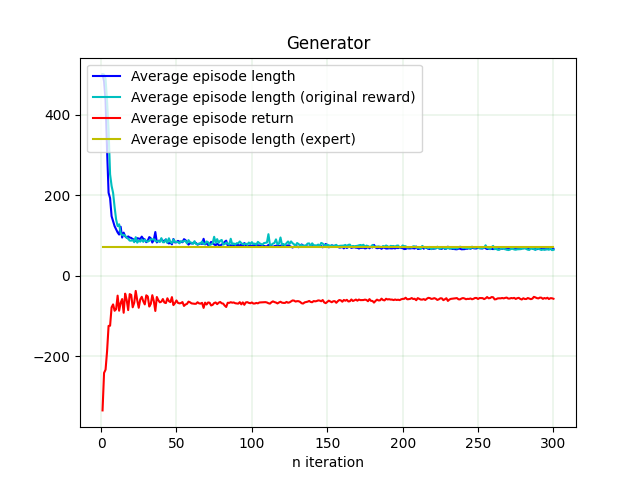 Generator
Average episode length
Average episode length (original reward)
Average episode return
Average episode length (expert)
400
200
0
−200
0 50 100 150 200 250 300
n iteration